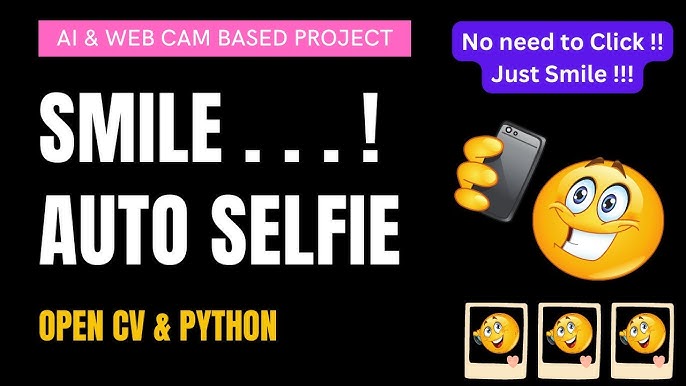 AI & WEB CAM BASED PROJECT
No need to Click !!
Just Smile !!!
SMILE . . . !
AUTO SELFIE
OPEN CV & PYTHON